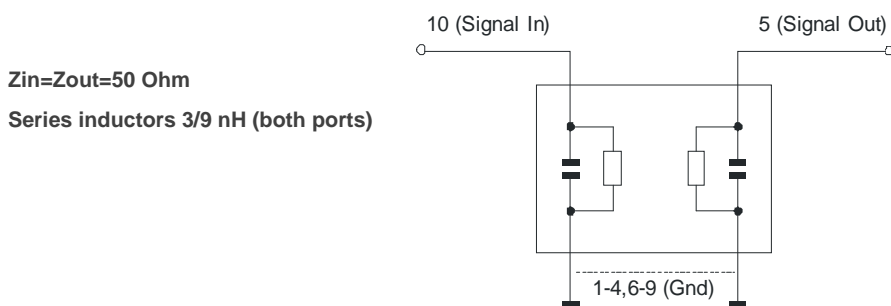 10 (Signal In)
5 (Signal Out)
Zin=Zout=50 Ohm
Series inductors 3/9 nH (both ports)
1-4,6-9 (Gnd)